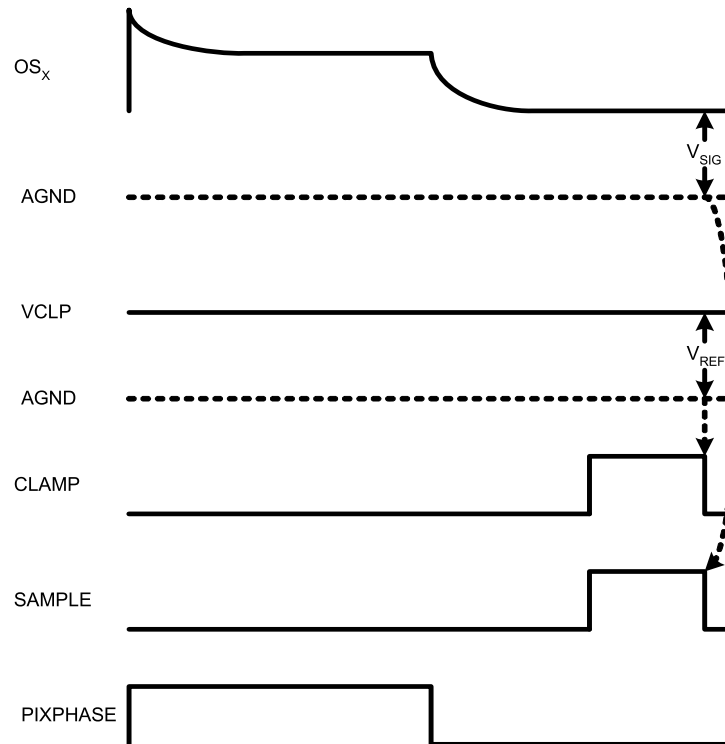 OSX
VSIG
AGND
VCLP
VREF
AGND
CLAMP
SAMPLE
PIXPHASE